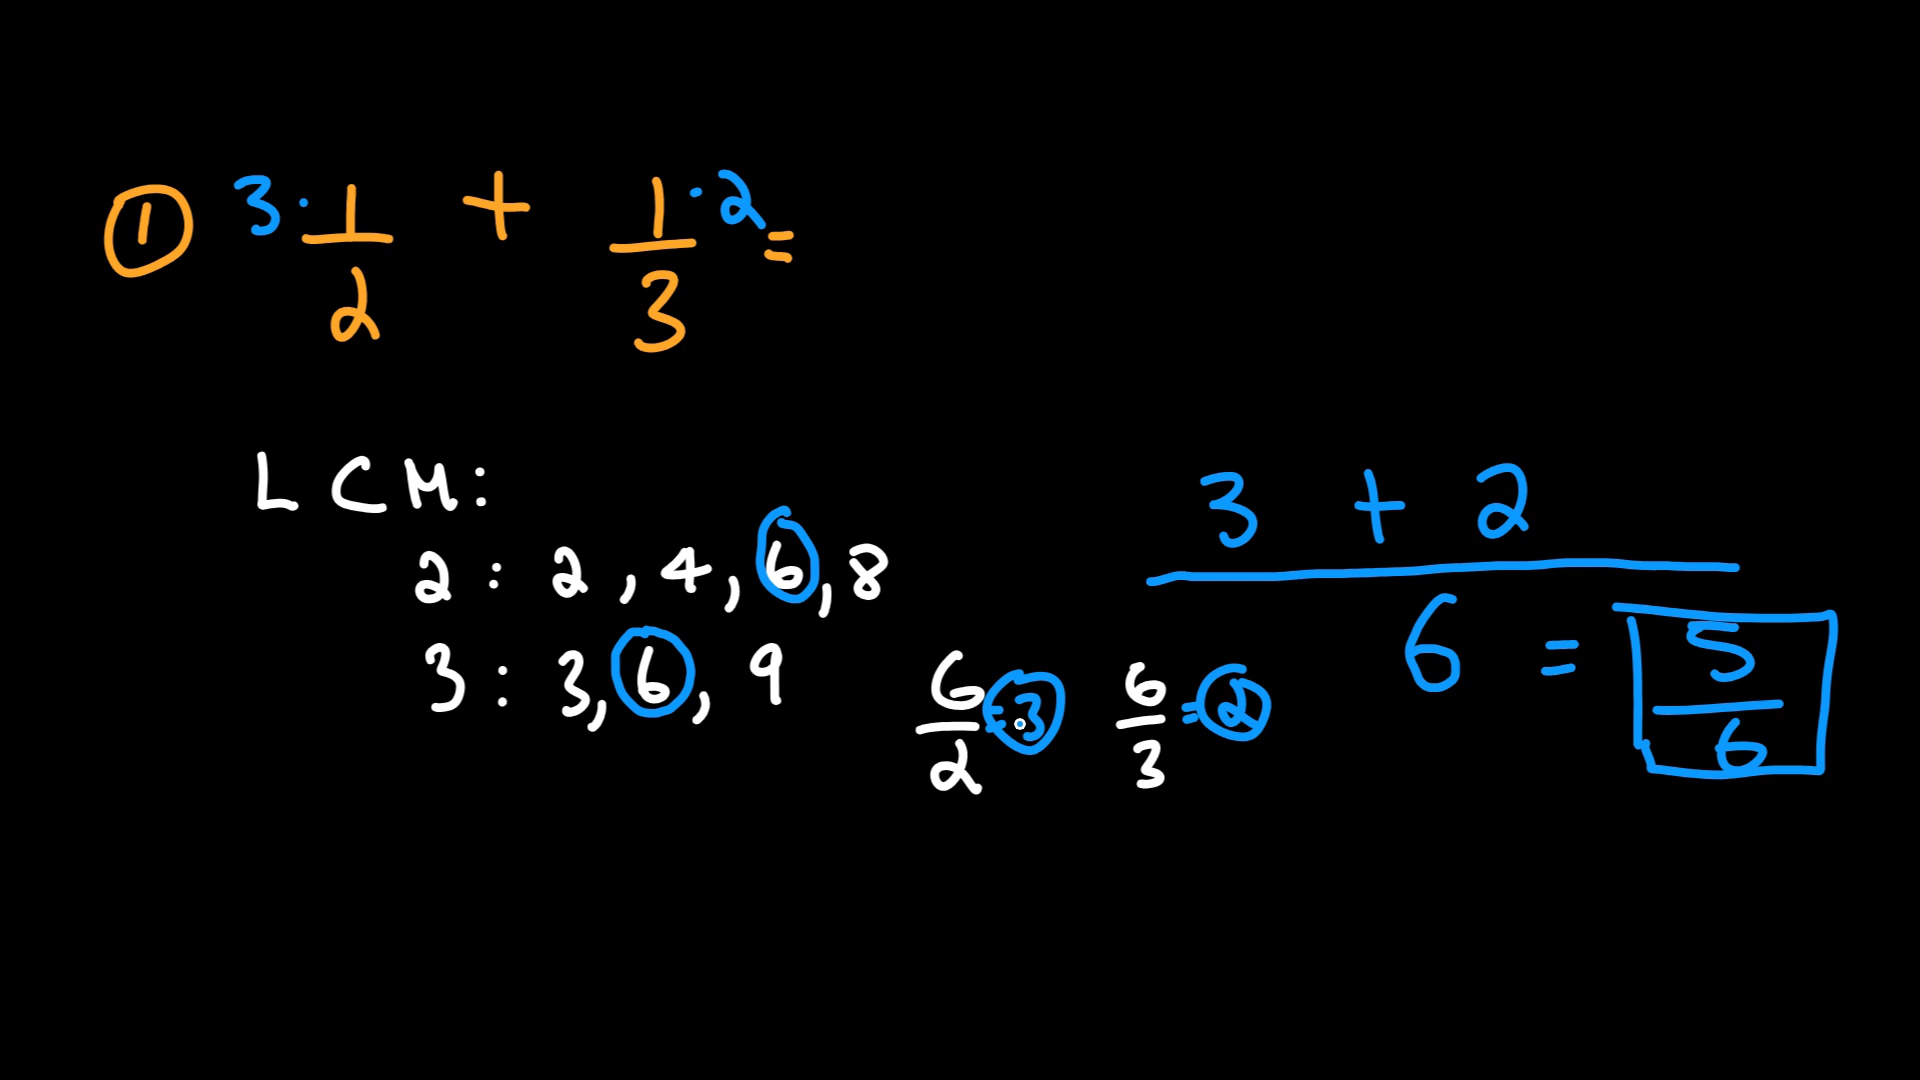 ① 3·1/2 + 1·2/3 =
LCM:
2 : 2, 4, 6, 8
3 : 3, 6, 9
6/2 = 3
6/3 = 2
3 + 2/6 = 5/6